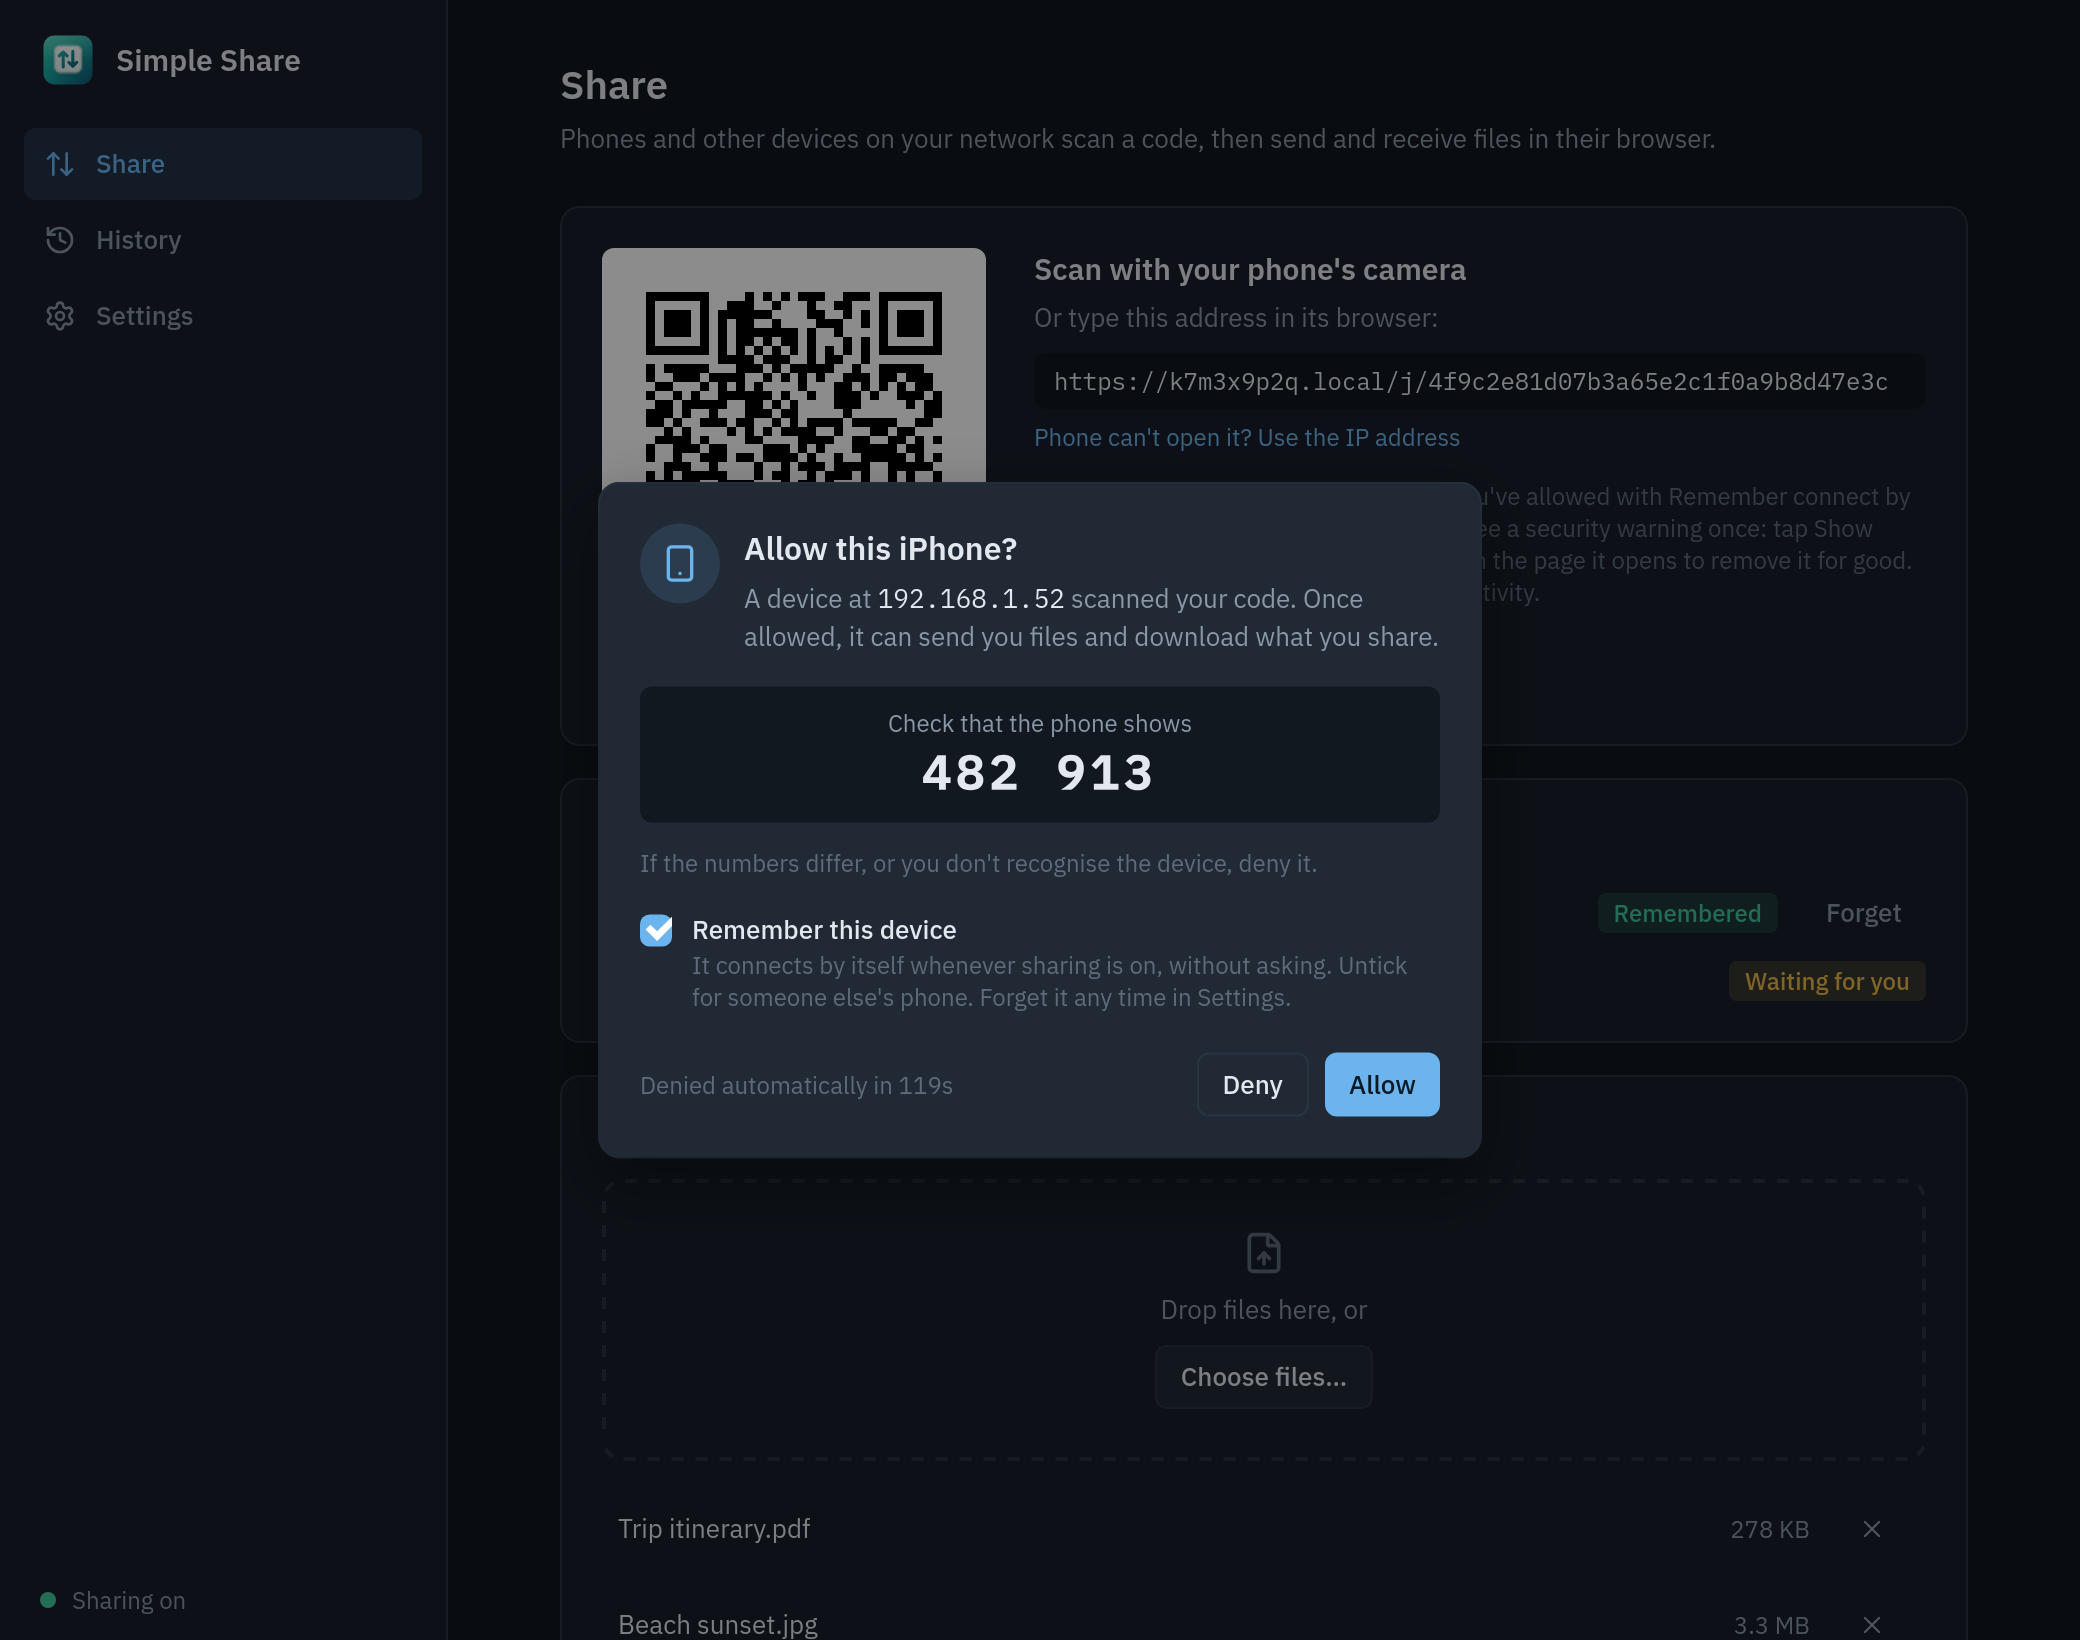 Simple Share
Share
History
Settings
Sharing on
Share
Phones and other devices on your network scan a code, then send and receive files in their browser.
Scan with your phone's camera
Or type this address in its browser:
https://k7m3x9p2q.local/j/4f9c2e81d07b3a65e2c1f0a9b8d47e3c
Phone can't open it? Use the IP address
've allowed with Remember connect by
a security warning once: tap Show
the page it opens to remove it for good.
Allow this iPhone?
A device at 192.168.1.52 scanned your code. Once
allowed, it can send you files and download what you share.
Check that the phone shows
482 913
If the numbers differ, or you don't recognise the device, deny it.
Remember this device
It connects by itself whenever sharing is on, without asking. Untick
for someone else's phone. Forget it any time in Settings.
Denied automatically in 119s
Deny
Allow
Remembered
Forget
Waiting for you
Drop files here, or
Choose files...
Trip itinerary.pdf
278 KB
Beach sunset.jpg
3.3 MB